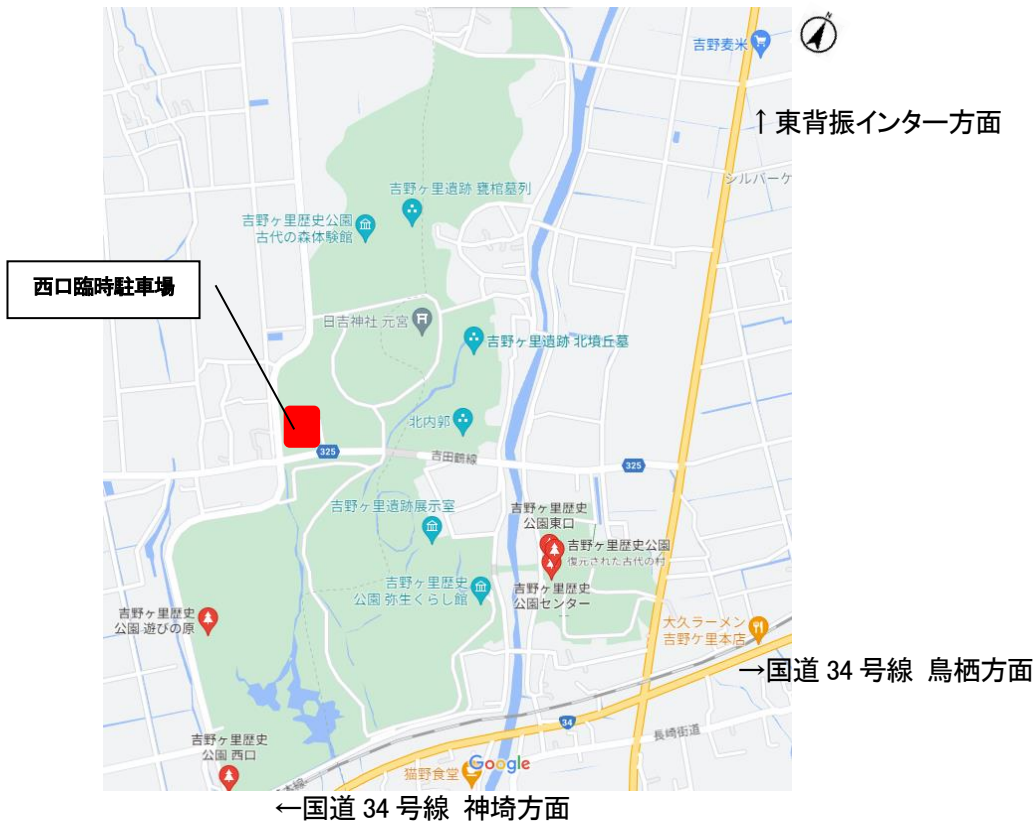 N
吉野麦米
↑東背振インター方面
シルバーケ
吉野ヶ里遺跡 甕棺墓列
吉野ヶ里歴史公園
古代の森体験館
西口臨時駐車場
日吉神社 元宮
吉野ヶ里遺跡 北墳丘墓
北内郭
325
吉田鶴線
325
吉野ヶ里遺跡展示室
吉野ヶ里歴史
公園東口
吉野ヶ里歴史公園
復元された古代の村
吉野ヶ里歴史
公園 弥生くらし館
吉野ヶ里歴史
公園センター
吉野ヶ里歴史
公園 遊びの原
大久ラーメン
吉野ケ里本店
→国道 34 号線 鳥栖方面
34
長崎街道
吉野ヶ里歴史
公園 西口
本線
猫野食堂
Google
←国道 34 号線 神埼方面